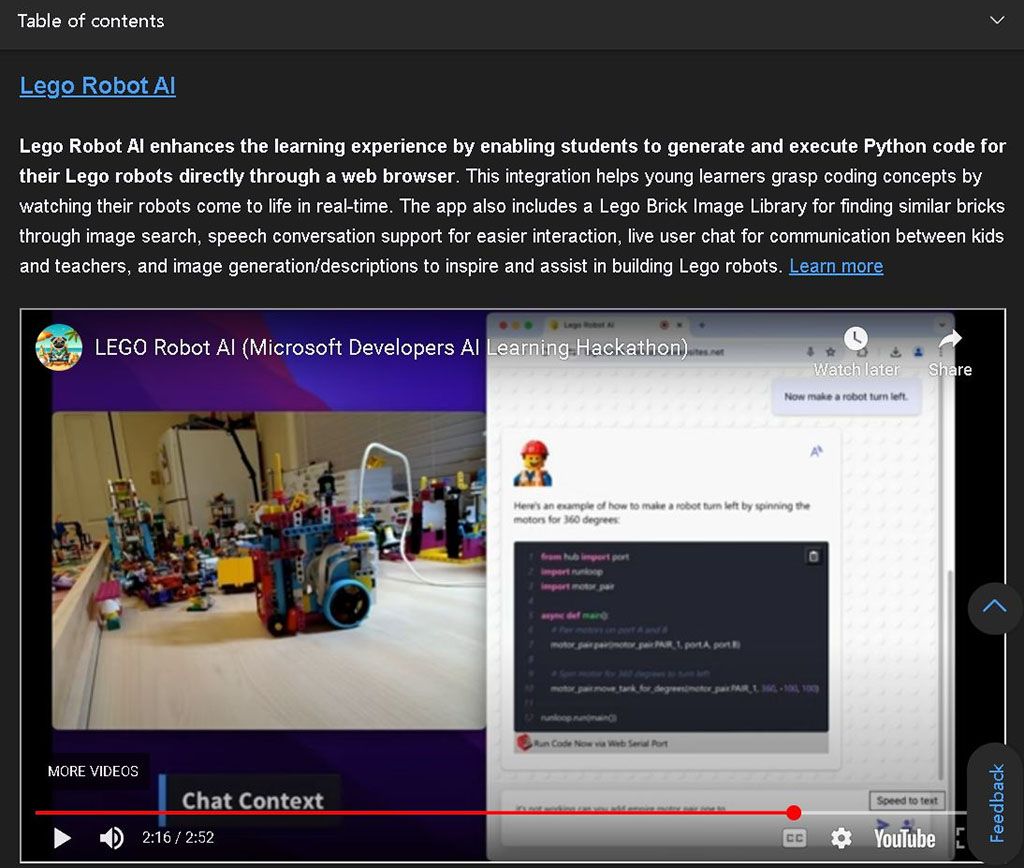 Table of contents
Lego Robot AI
Lego Robot AI enhances the learning experience by enabling students to generate and execute Python code for
their Lego robots directly through a web browser. This integration helps young learners grasp coding concepts by
watching their robots come to life in real-time. The app also includes a Lego Brick Image Library for finding similar bricks
through image search, speech conversation support for easier interaction, live user chat for communication between kids
and teachers, and image generation/descriptions to inspire and assist in building Lego robots. Learn more
Lego Robot AI
LEGO Robot AI (Microsoft Developers AI Learning Hackathon)
sites.net
Watch later
Share
Now make a robot turn left.
Here's an example of how to make a robot turn left by spinning the
motors for 360 degrees:
1 from hub import port
2 import runloop
3 import motor_pair
4
5 async def main():
6 # Pair motors on port A and B
7 motor_pair.pair(motor_pair.PAIR_1, port.A, port.B)
8
9 # Spin motor for 360 degrees to turn left
10 motor_pair.move_tank_for_degrees(motor_pair.PAIR_1, 360, -100, 100)
11
12 runloop.run(main())
Run Code Now via Web Serial Port
MORE VIDEOS
Chat Context
Speed to text
It's not working can you add empire motor pair one to
2:16 / 2:52
CC
YouTube
Feedback